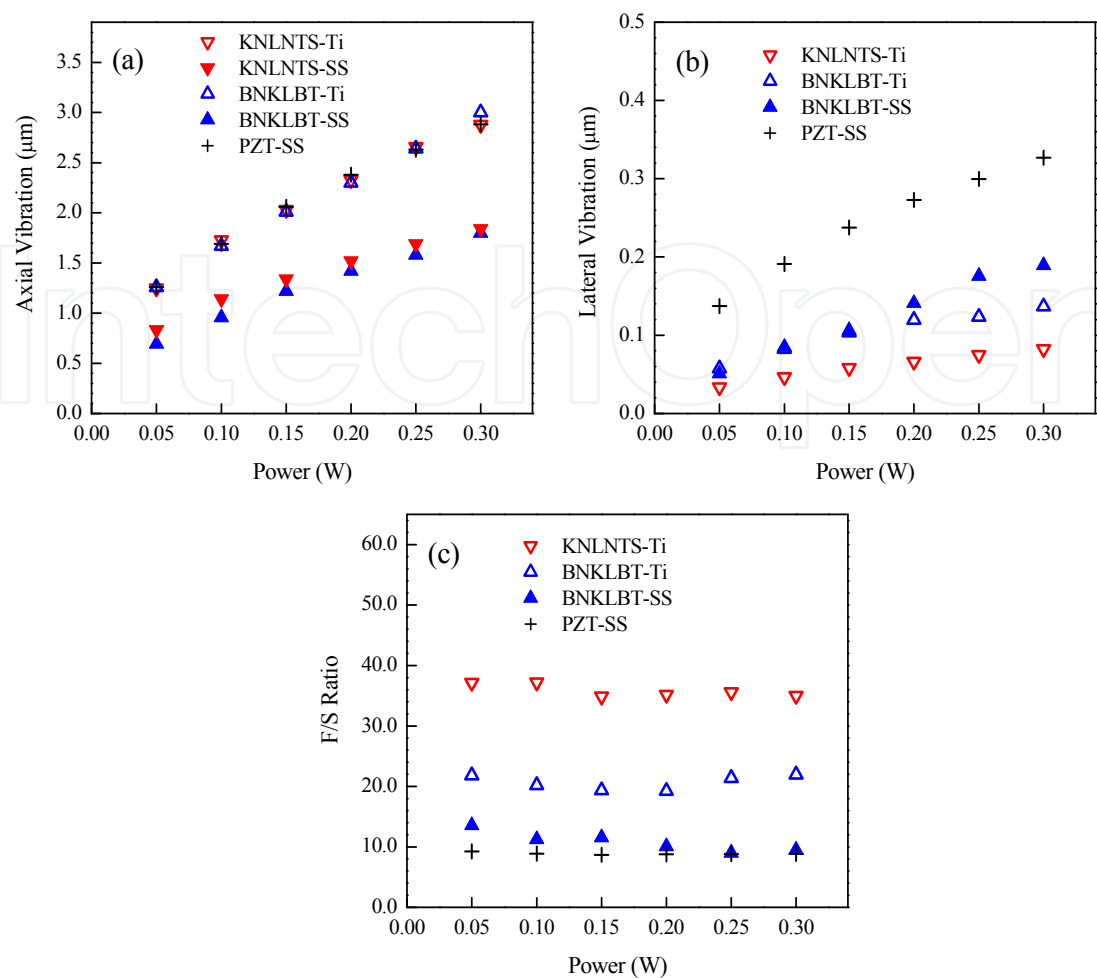 (a)
KNLNTS-Ti
KNLNTS-SS
BNKLBT-Ti
BNKLBT-SS
PZT-SS
3.5
3.0
2.5
2.0
1.5
1.0
0.5
0.0
Axial Vibration (μm)
0.00 0.05 0.10 0.15 0.20 0.25 0.30
Power (W)
(b)
KNLNTS-Ti
BNKLBT-Ti
BNKLBT-SS
PZT-SS
0.5
0.4
0.3
0.2
0.1
0.0
Lateral Vibration (μm)
0.00 0.05 0.10 0.15 0.20 0.25 0.30
Power (W)
IntechOpen
(c)
KNLNTS-Ti
BNKLBT-Ti
BNKLBT-SS
PZT-SS
60.0
50.0
40.0
30.0
20.0
10.0
0.0
F/S Ratio
0.00 0.05 0.10 0.15 0.20 0.25 0.30
Power (W)